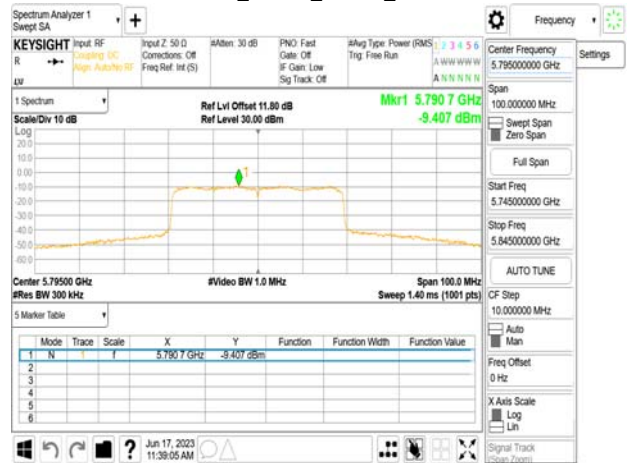 Spectrum Analyzer 1
Swept SA
Frequency
Settings
KEYSIGHT
R
Input: RF
Coupling: DC
Align: Auto/No RF
Input Z: 50 Ω
Corrections: Off
Freq Ref: Int (S)
#Atten: 30 dB
PNO: Fast
Gate: Off
IF Gain: Low
Sig Track: Off
#Avg Type: Power (RMS
Trig: Free Run
1 2 3 4 5 6
A W W W W W
A N N N N N
1 Spectrum
Scale/Div 10 dB
Ref Lvl Offset 11.80 dB
Ref Level 30.00 dBm
Mkr1 5.790 7 GHz
-9.407 dBm
Log
20.0
10.0
0.00
-10.0
-20.0
-30.0
-40.0
-50.0
-60.0
1
Center 5.79500 GHz
#Res BW 300 kHz
#Video BW 1.0 MHz
Span 100.0 MHz
Sweep 1.40 ms (1001 pts)
5 Marker Table
Mode Trace Scale X Y Function Function Width Function Value
1 N 1 f 5.790 7 GHz -9.407 dBm
2
3
4
5
6
Jun 17, 2023
11:39:05 AM
Center Frequency
5.795000000 GHz
Span
100.000000 MHz
Swept Span
Zero Span
Full Span
Start Freq
5.745000000 GHz
Stop Freq
5.845000000 GHz
AUTO TUNE
CF Step
10.000000 MHz
Auto
Man
Freq Offset
0 Hz
X Axis Scale
Log
Lin
Signal Track
(Span Zoom)